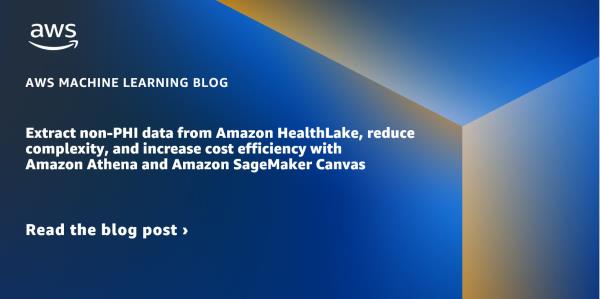 aws
AWS MACHINE LEARNING BLOG
Extract non-PHI data from Amazon HealthLake, reduce
complexity, and increase cost efficiency with
Amazon Athena and Amazon SageMaker Canvas
Read the blog post ›